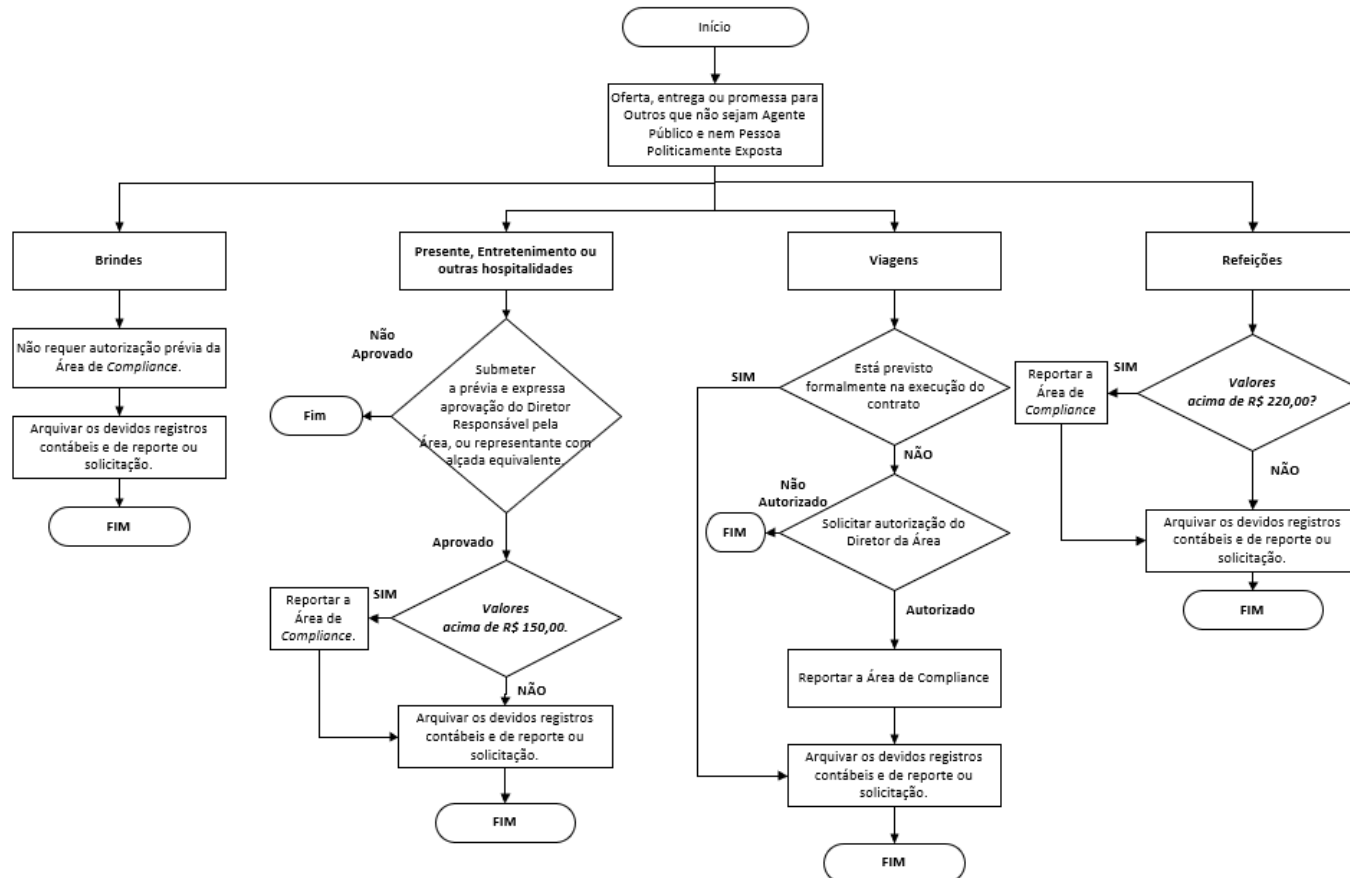 Início
Oferta, entrega ou promessa para
Outros que não sejam Agente
Público e nem Pessoa
Politicamente Exposta
Brindes
Não requer autorização prévia da
Área de Compliance.
Arquivar os devidos registros
contábeis e de reporte ou
solicitação.
FIM
Presente, Entretenimento ou
outras hospitalidades
Não
Aprovado
Submeter
a prévia e expressa
aprovação do Diretor
Responsável pela
Área, ou representante com
alçada equivalente.
Fim
Aprovado
Valores
acima de R$ 150,00.
SIM
Reportar a
Área de
Compliance.
NÃO
Arquivar os devidos registros
contábeis e de reporte ou
solicitação.
FIM
Viagens
Está previsto
formalmente na execução do
contrato
SIM
NÃO
Não
Autorizado
Solicitar autorização do
Diretor da Área
FIM
Autorizado
Reportar a Área de Compliance
Arquivar os devidos registros
contábeis e de reporte ou
solicitação.
FIM
Refeições
Valores
acima de R$ 220,00?
SIM
Reportar a
Área de
Compliance
NÃO
Arquivar os devidos registros
contábeis e de reporte ou
solicitação.
FIM